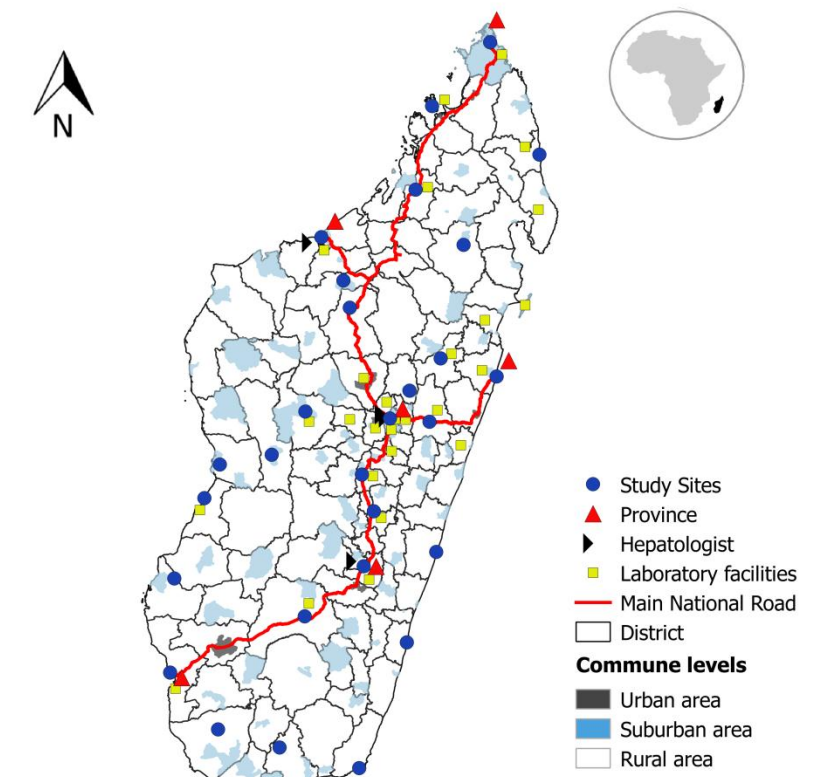 N
Study Sites
Province
Hepatologist
Laboratory facilities
Main National Road
District
Commune levels
Urban area
Suburban area
Rural area